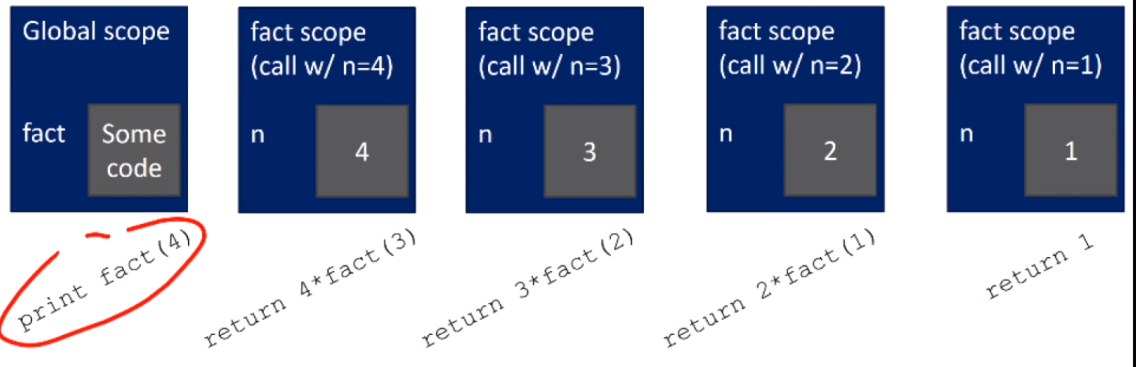 Global scope
fact
Some
code
print fact(4)
fact scope
(call w/ n=4)
n
4
return 4*fact(3)
fact scope
(call w/ n=3)
n
3
return 3*fact(2)
fact scope
(call w/ n=2)
n
2
return 2*fact(1)
fact scope
(call w/ n=1)
n
1
return 1